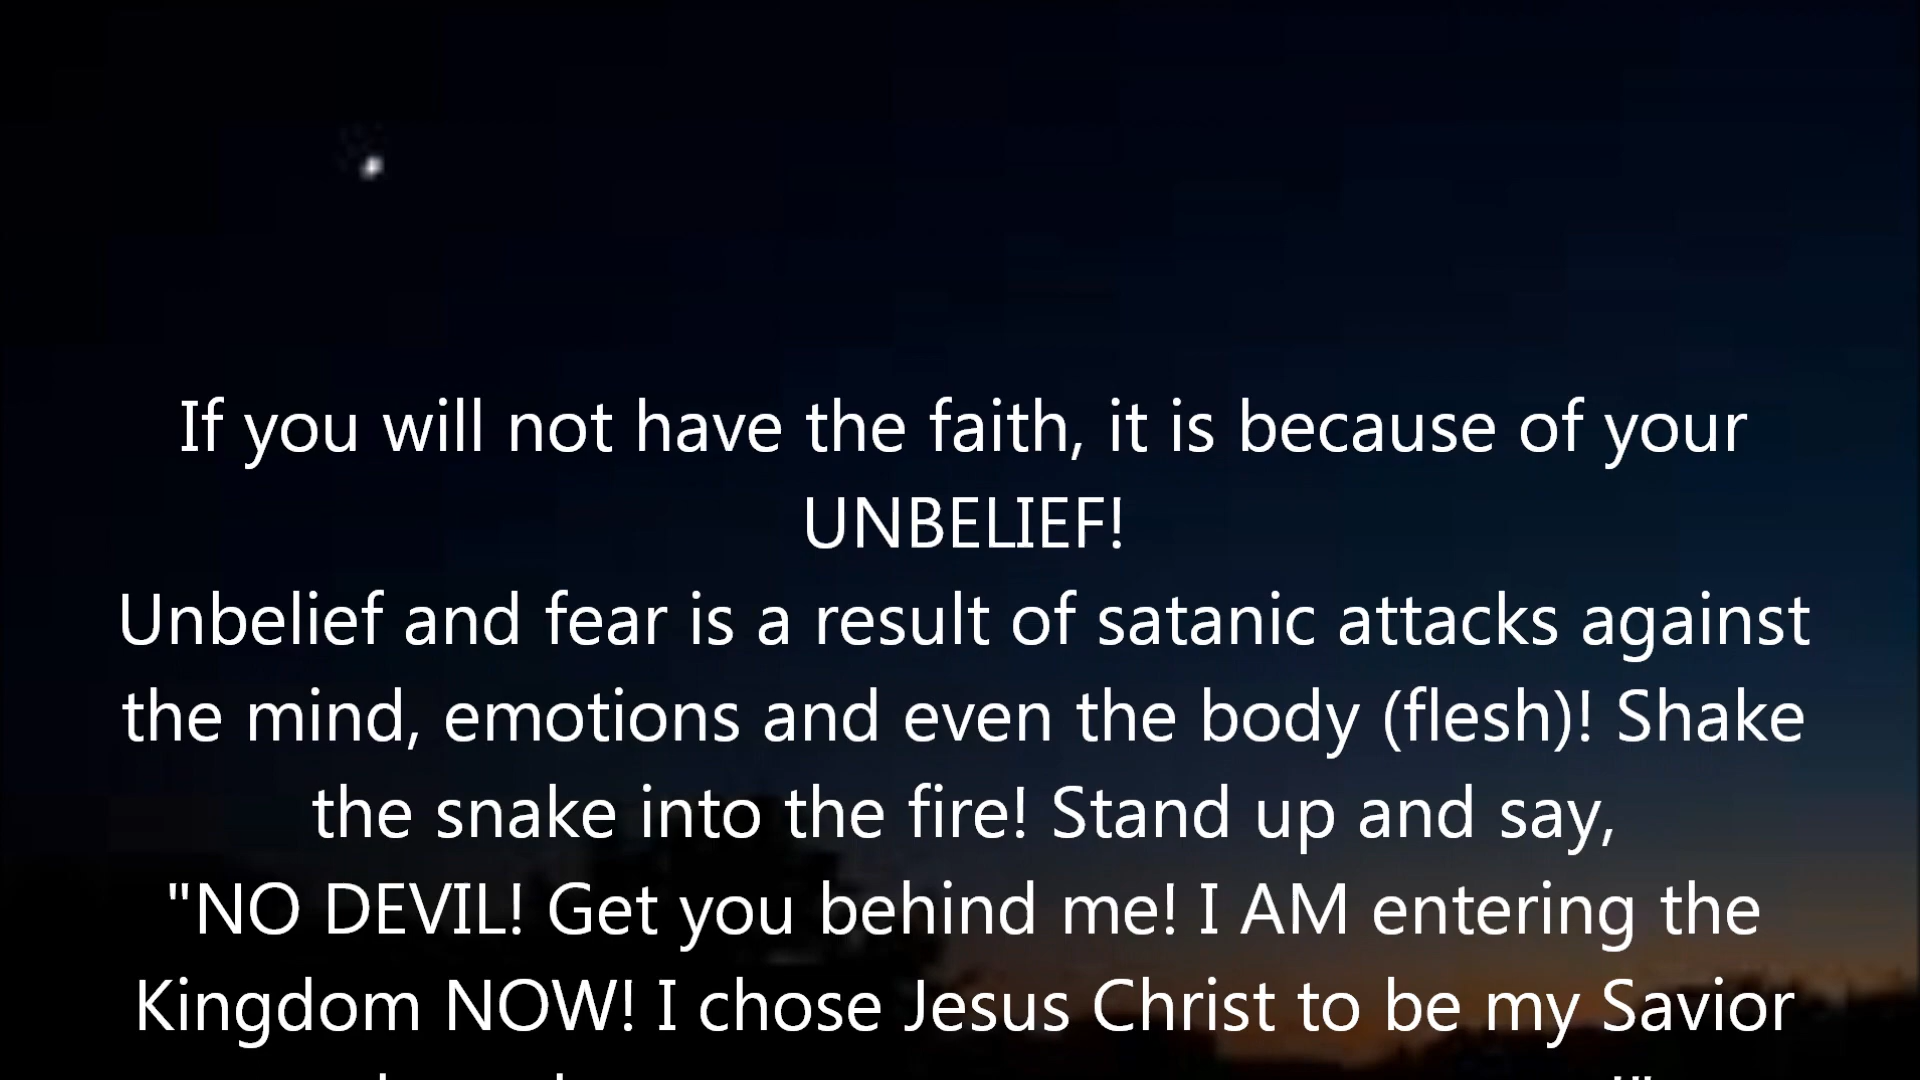 If you will not have the faith, it is because of your
UNBELIEF!
Unbelief and fear is a result of satanic attacks against
the mind, emotions and even the body (flesh)! Shake
the snake into the fire! Stand up and say,
"NO DEVIL! Get you behind me! I AM entering the
Kingdom NOW! I chose Jesus Christ to be my Savior